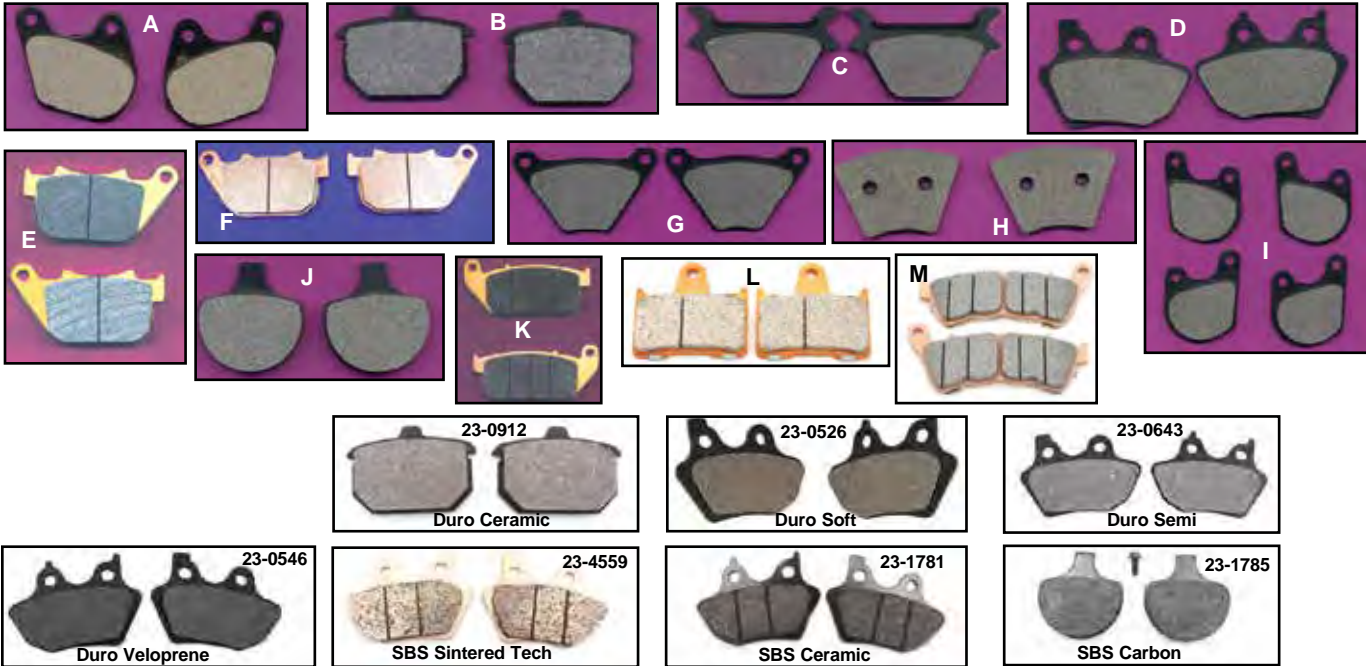 A
B
C
D
E
F
G
H
I
J
K
L
M
23-0912
Duro Ceramic
23-0526
Duro Soft
23-0643
Duro Semi
23-0546
Duro Veloprene
23-4559
SBS Sintered Tech
23-1781
SBS Ceramic
23-1785
SBS Carbon